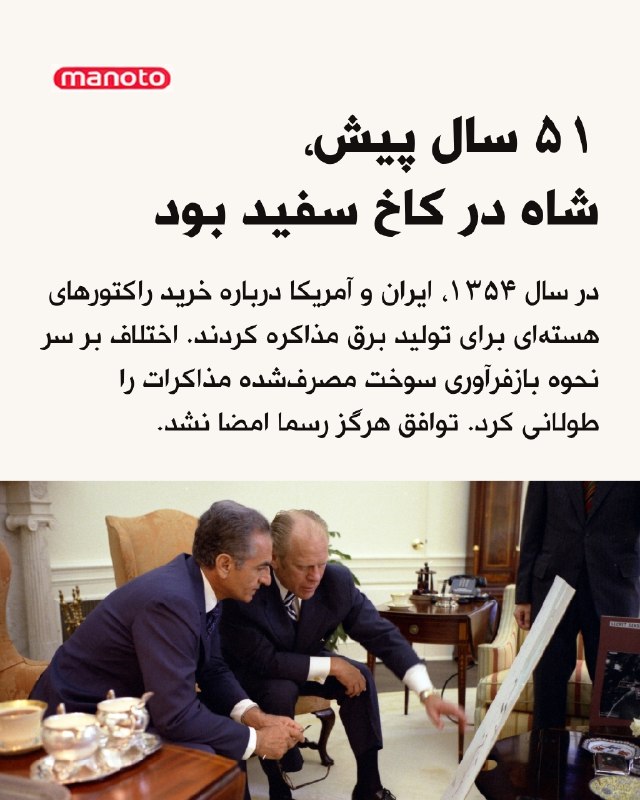 manoto
۵۱ سال پیش،
شاه در کاخ سفید بود
در سال ۱۳۵۴، ایران و آمریکا درباره خرید راکتورهای
هسته‌ای برای تولید برق مذاکره کردند. اختلاف بر سر
نحوه بازفرآوری سوخت مصرف‌شده مذاکرات را
طولانی کرد. توافق هرگز رسما امضا نشد.